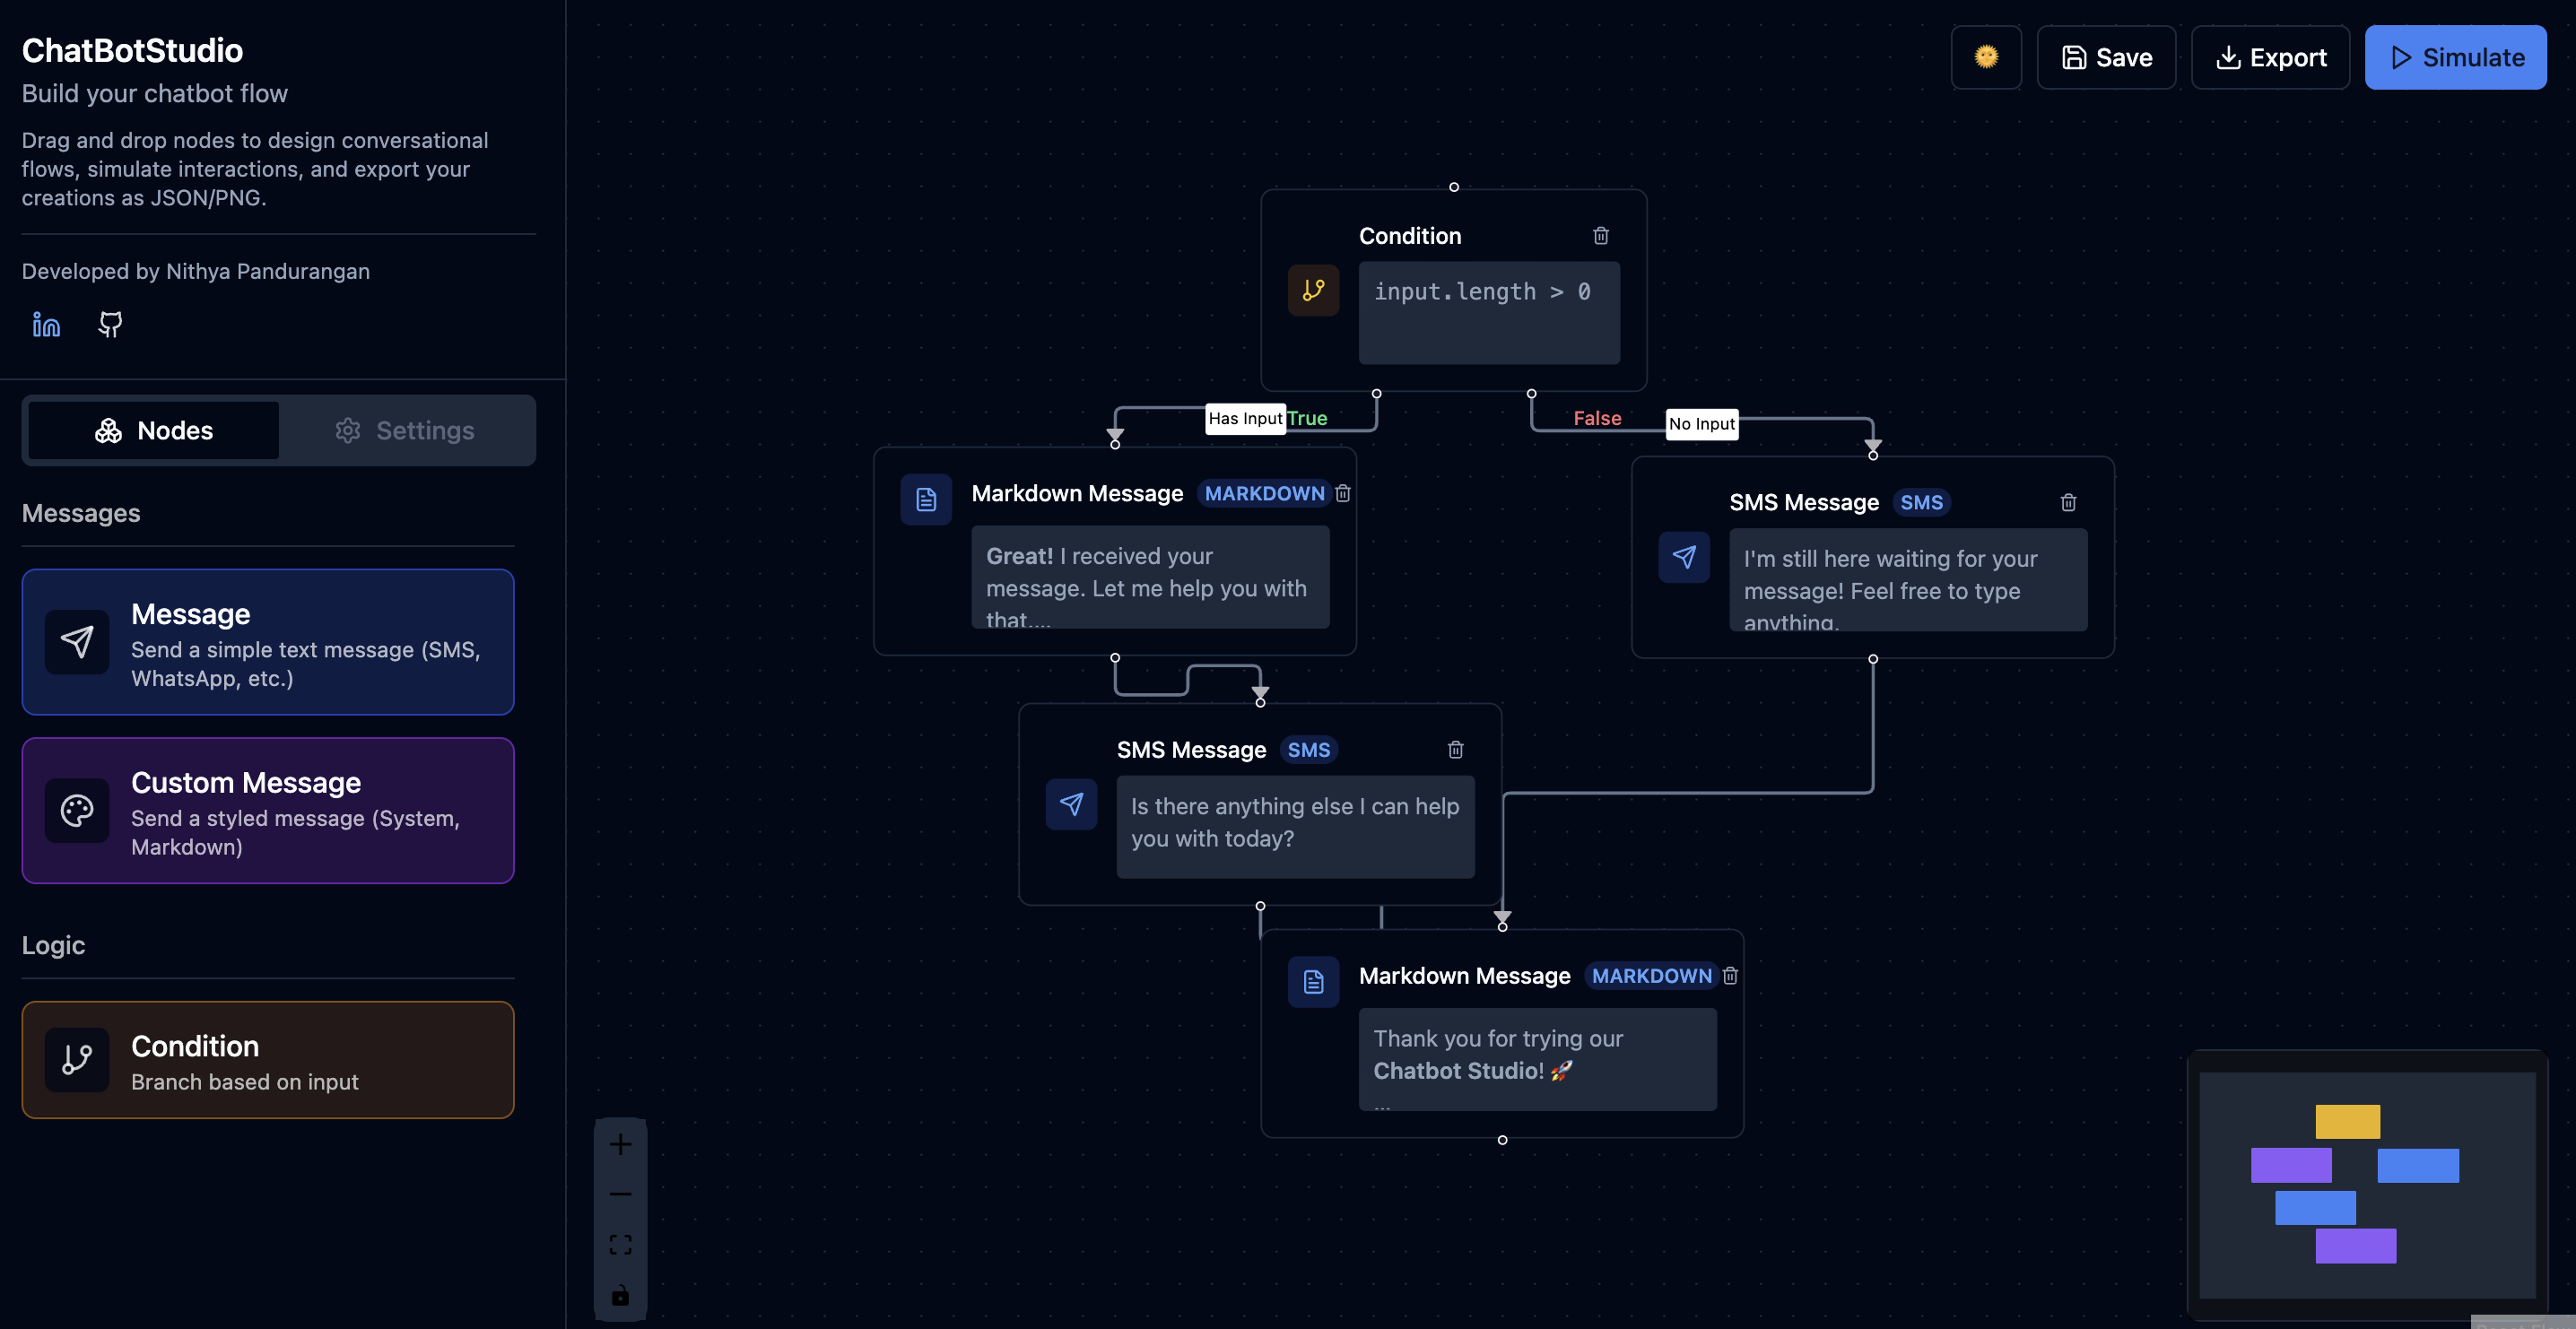 ChatBotStudio
Build your chatbot flow
Drag and drop nodes to design conversational
flows, simulate interactions, and export your
creations as JSON/PNG.
Developed by Nithya Pandurangan
Nodes
Settings
Messages
Message
Send a simple text message (SMS,
WhatsApp, etc.)
Custom Message
Send a styled message (System,
Markdown)
Logic
Condition
Branch based on input
🌞
Save
Export
Simulate
Condition
input.length > 0
Has Input
True
False
No Input
Markdown Message
MARKDOWN
Great! I received your
message. Let me help you with
that....
SMS Message
SMS
I'm still here waiting for your
message! Feel free to type
anything.
SMS Message
SMS
Is there anything else I can help
you with today?
Markdown Message
MARKDOWN
Thank you for trying our
Chatbot Studio! 🚀
...